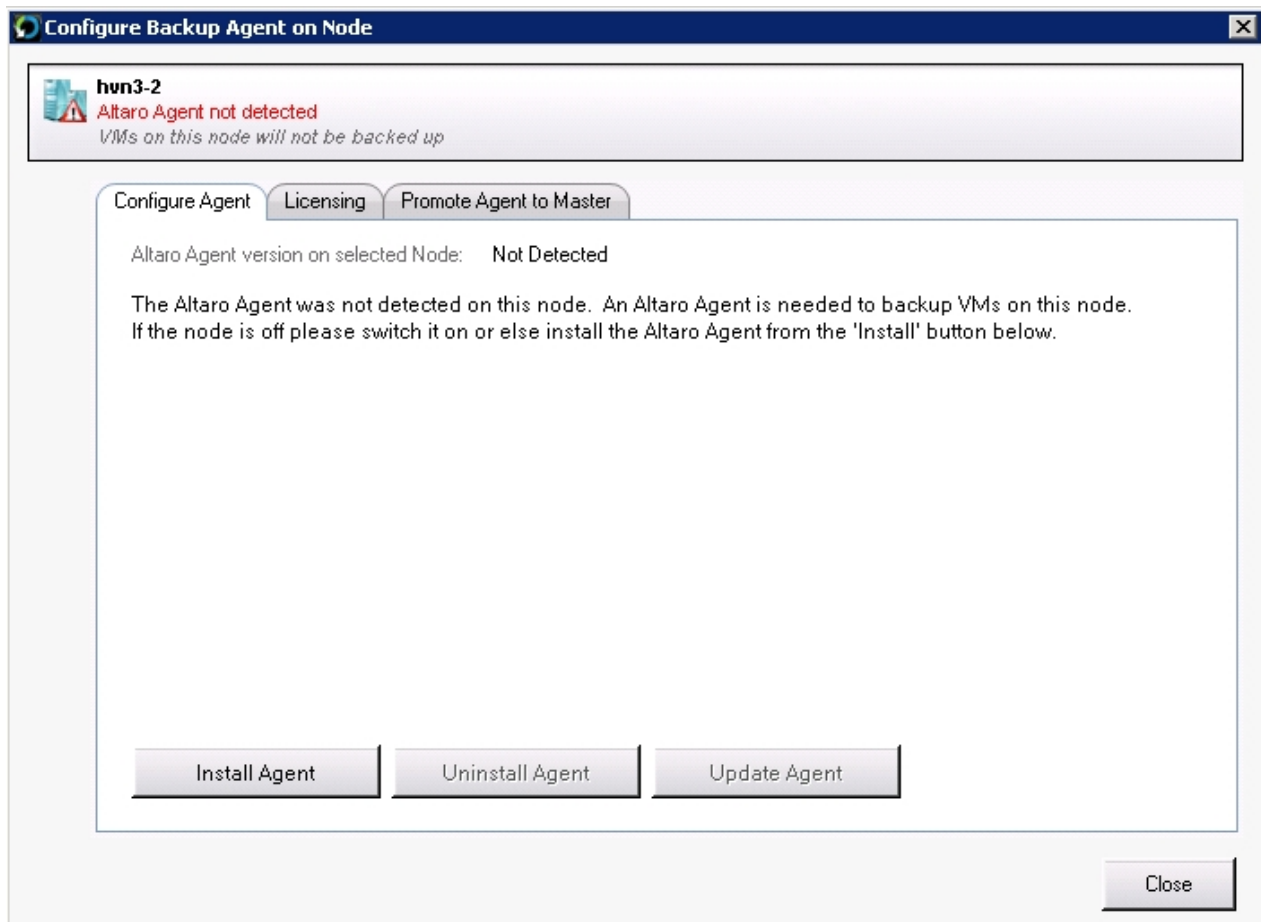 Configure Backup Agent on Node
hvn3-2
Altaro Agent not detected
VMs on this node will not be backed up
Configure Agent
Licensing
Promote Agent to Master
Altaro Agent version on selected Node: Not Detected
The Altaro Agent was not detected on this node. An Altaro Agent is needed to backup VMs on this node.
If the node is off please switch it on or else install the Altaro Agent from the 'Install' button below.
Install Agent
Uninstall Agent
Update Agent
Close